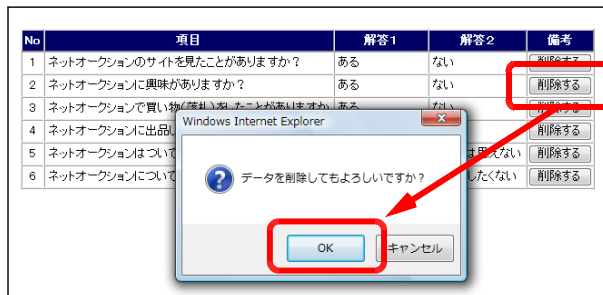 No 項目 解答1 解答2 備考
1 ネットオークションのサイトを見たことがありますか？ ある ない 削除する
2 ネットオークションに興味がありますか？ ある ない 削除する
3 ネットオークションで買い物(落札)をしたことがありますか ある ない 削除する
4 ネットオークションに出品し 削除する
5 ネットオークションについて は思えない 削除する
6 ネットオークションについて したくない 削除する
Windows Internet Explorer
データを削除してもよろしいですか？
OK キャンセル